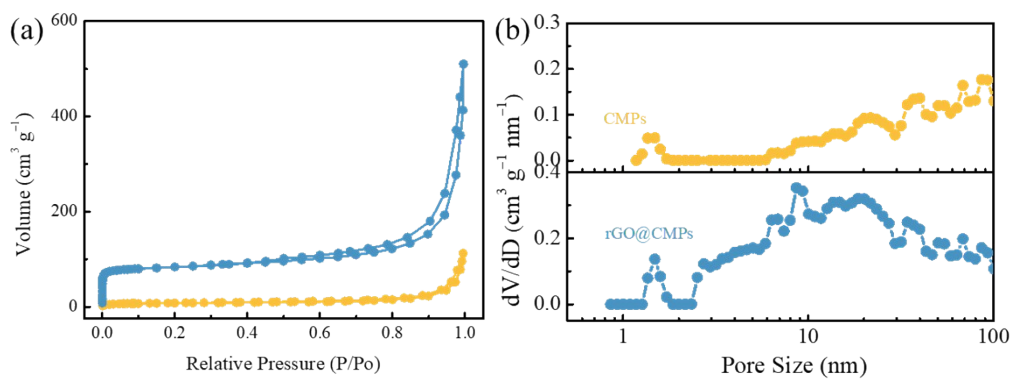 (a)
600
400
200
0
Volume (cm³ g⁻¹)
0.0 0.2 0.4 0.6 0.8 1.0
Relative Pressure (P/Po)
(b)
0.3
0.2
0.1
0.0
CMPs
0.4
0.2
0.0
rGO@CMPs
dV/dD (cm³ g⁻¹ nm⁻¹)
1 10 100
Pore Size (nm)